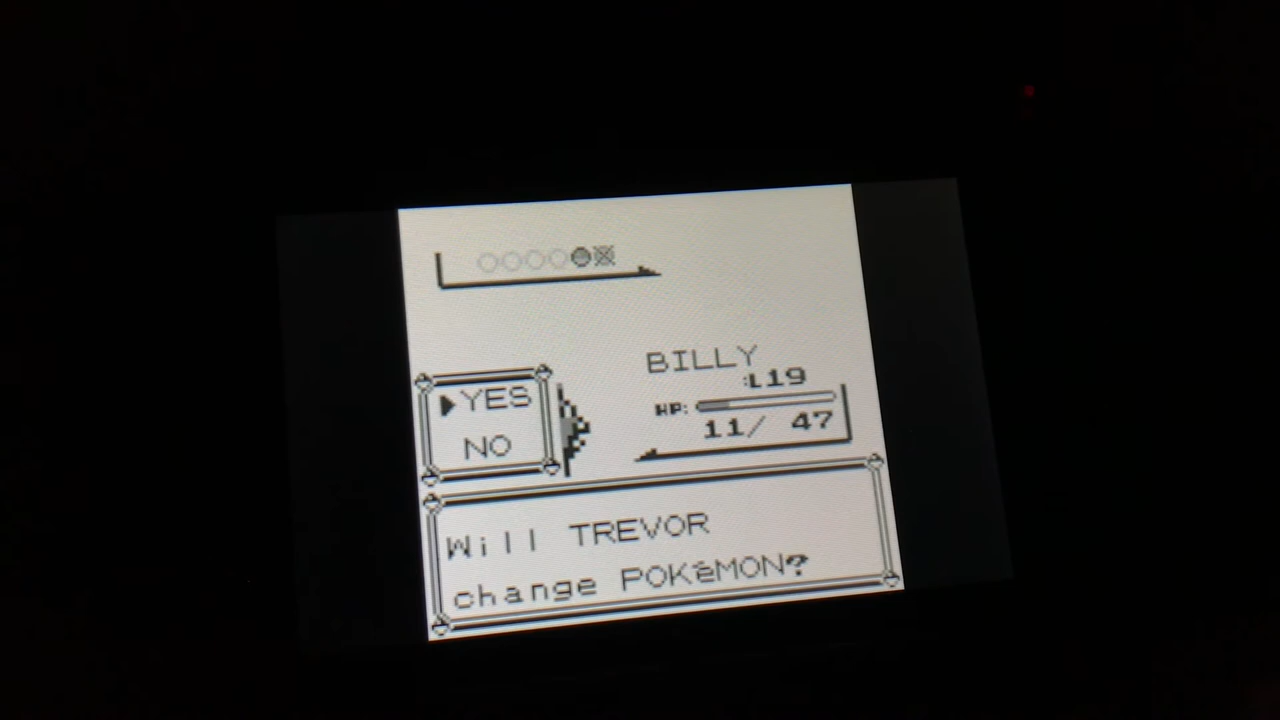 BILLY
:L19
HP:
11/ 47
YES
NO
Will TREVOR
change POKéMON?